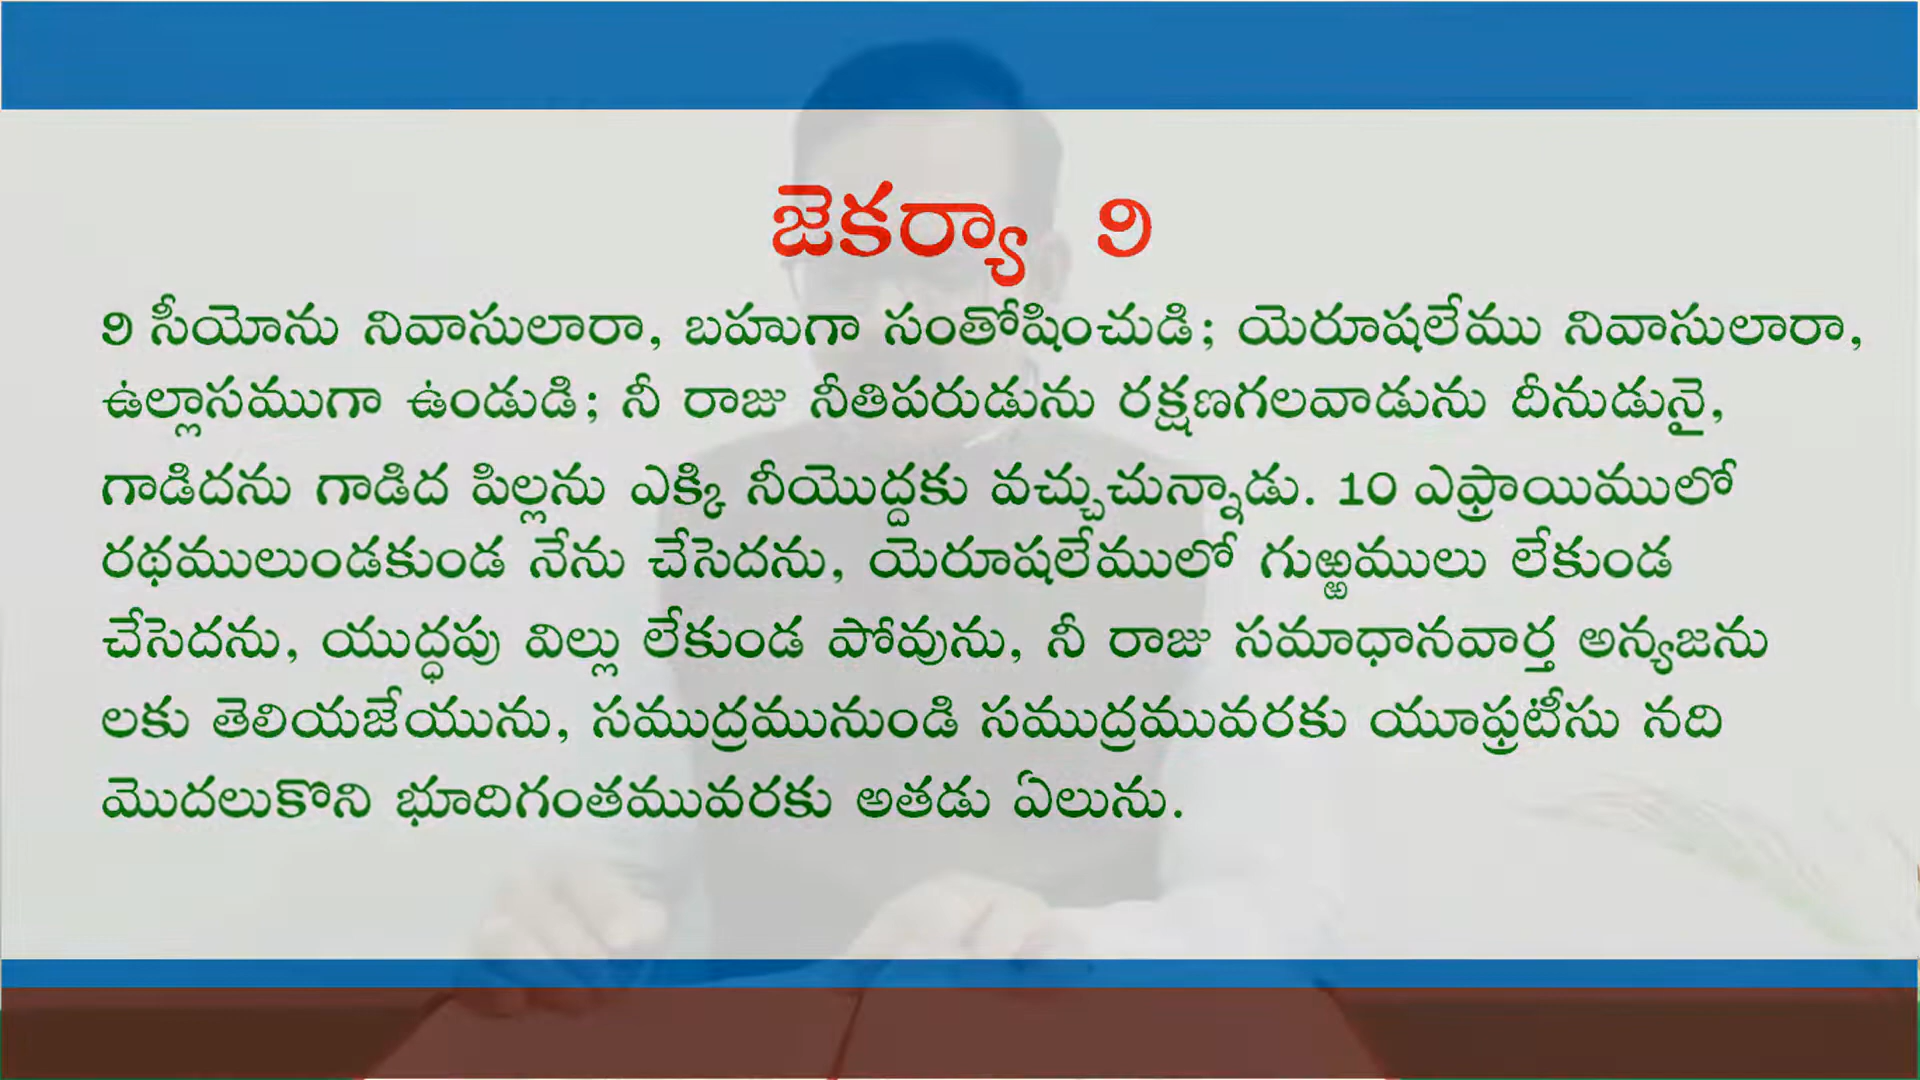 జెకర్యా 9
9 సీయోను నివాసులారా, బహుగా సంతోషించుడి; యెరూషలేము నివాసులారా,
ఉల్లాసముగా ఉండుడి; నీ రాజు నీతిపరుడును రక్షణగలవాడును దీనుడునై,
గాడిదను గాడిద పిల్లను ఎక్కి నీయొద్దకు వచ్చుచున్నాడు. 10 ఎఫ్రాయిములో
రథములుండకుండ నేను చేసెదను, యెరూషలేములో గుఱ్ఱములు లేకుండ
చేసెదను, యుద్ధపు విల్లు లేకుండ పోవును, నీ రాజు సమాధానవార్త అన్యజను
లకు తెలియజేయును, సముద్రమునుండి సముద్రమువరకు యూఫ్రటీసు నది
మొదలుకొని భూదిగంతమువరకు అతడు ఏలును.